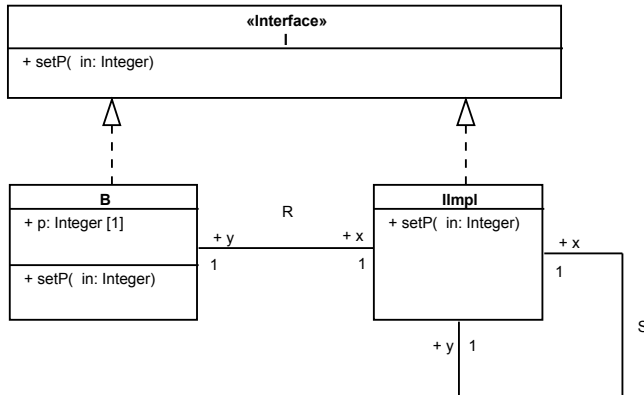 «Interface»
I
+ setP( in: Integer)
B
+ p: Integer [1]
+ setP( in: Integer)
R
+ y
1
+ x
1
IImpl
+ setP( in: Integer)
+ x
1
S
+ y
1